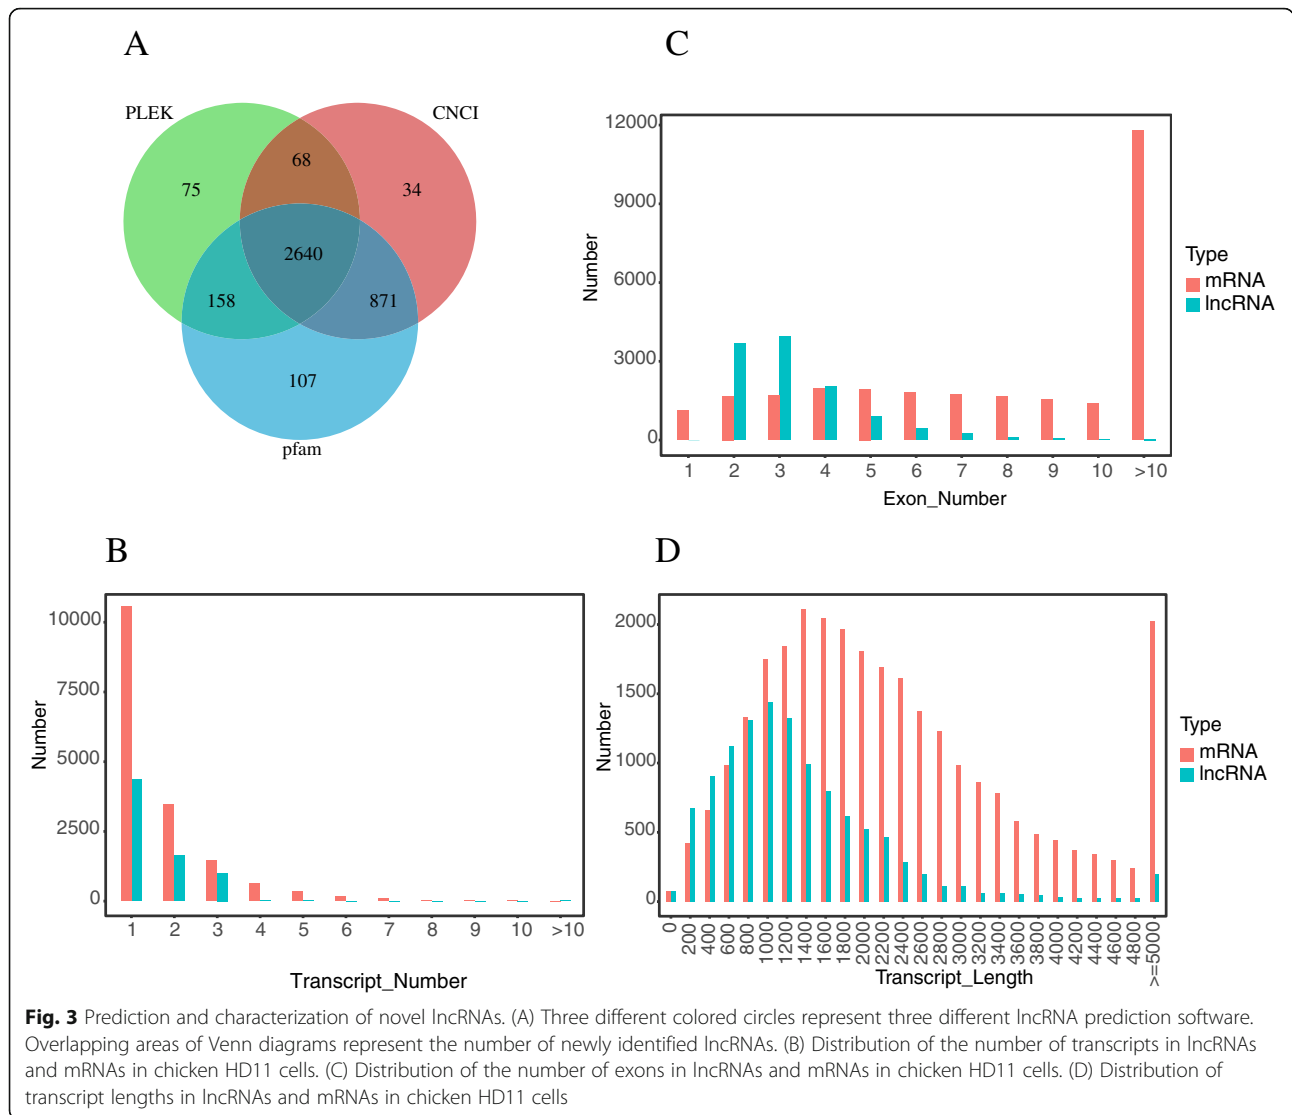 A
PLEK
CNCI
68
75
34
2640
158
871
107
pfam
C
12000
9000
6000
3000
0
Number
1 2 3 4 5 6 7 8 9 10 >10
Exon_Number
Type
mRNA
lncRNA
B
10000
7500
5000
2500
0
Number
1 2 3 4 5 6 7 8 9 10 >10
Transcript_Number
D
2000
1500
1000
500
0
Number
0 200 400 600 800 1000 1200 1400 1600 1800 2000 2200 2400 2600 2800 3000 3200 3400 3600 3800 4000 4200 4400 4600 4800 >=5000
Transcript_Length
Type
mRNA
lncRNA
Fig. 3 Prediction and characterization of novel lncRNAs. (A) Three different colored circles represent three different lncRNA prediction software.
Overlapping areas of Venn diagrams represent the number of newly identified lncRNAs. (B) Distribution of the number of transcripts in lncRNAs
and mRNAs in chicken HD11 cells. (C) Distribution of the number of exons in lncRNAs and mRNAs in chicken HD11 cells. (D) Distribution of
transcript lengths in lncRNAs and mRNAs in chicken HD11 cells